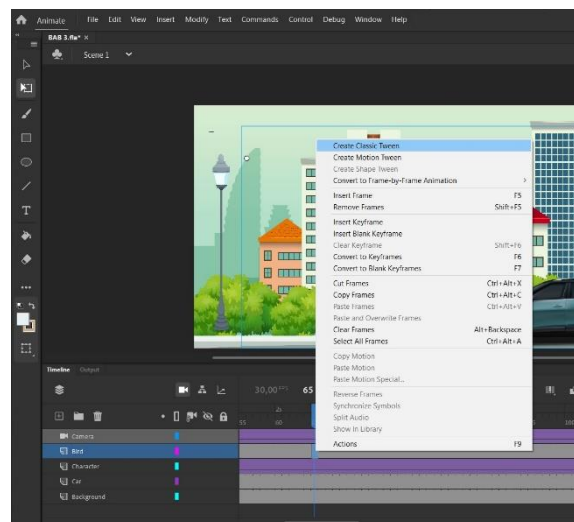 Animate File Edit View Insert Modify Text Commands Control Debug Window Help
BAB 3.fla* ×
Scene 1
Create Classic Tween
Create Motion Tween
Create Shape Tween
Convert to Frame-by-Frame Animation
Insert Frame F5
Remove Frames Shift+F5
Insert Keyframe
Insert Blank Keyframe
Clear Keyframe Shift+F6
Convert to Keyframes F6
Convert to Blank Keyframes F7
Cut Frames Ctrl+Alt+X
Copy Frames Ctrl+Alt+C
Paste Frames Ctrl+Alt+V
Paste and Overwrite Frames
Clear Frames Alt+Backspace
Select All Frames Ctrl+Alt+A
Copy Motion
Paste Motion
Paste Motion Special...
Reverse Frames
Synchronize Symbols
Split Audio
Show in Library
Actions F9
Timeline Output
30,00 65
2s
55 60
Camera
Bird
Character
Car
Background